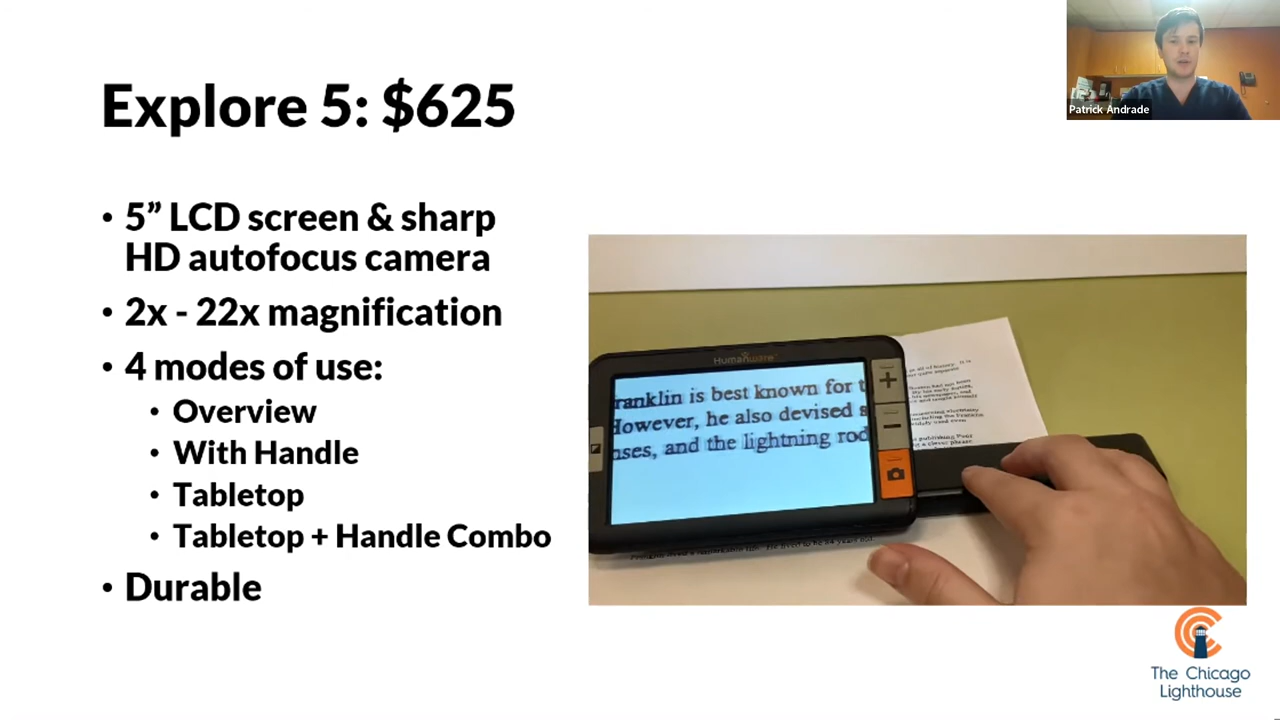 Explore 5: $625
Patrick Andrade
• 5” LCD screen & sharp
HD autofocus camera
• 2x - 22x magnification
• 4 modes of use:
• Overview
• With Handle
• Tabletop
• Tabletop + Handle Combo
• Durable
HumanWare
ranklin is best known for t
However, he also devised s
nses, and the lightning rod
The Chicago
Lighthouse